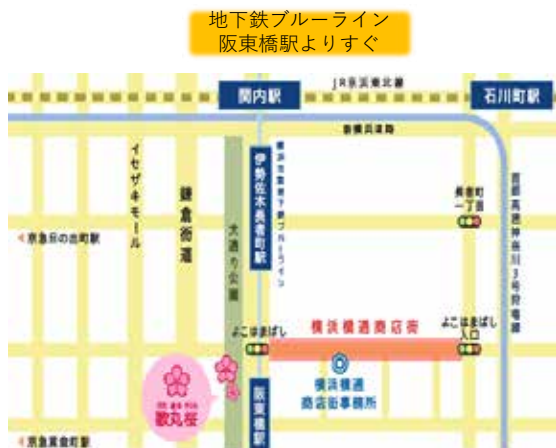 地下鉄ブルーライン
阪東橋駅よりすぐ
JR京浜東北線
関内駅
石川町駅
イセザキモール
鎌倉街道
大通り公園
伊勢佐木長者町駅
横浜市営地下鉄ブルーライン
長者町
一丁目
首都高速神奈川3号狩場線
京急日の出町駅
よこはまばし
横浜橋通商店街
よこはまばし
入口
歌丸桜
阪東橋駅
横浜橋通
商店街事務所
京急黄金町駅